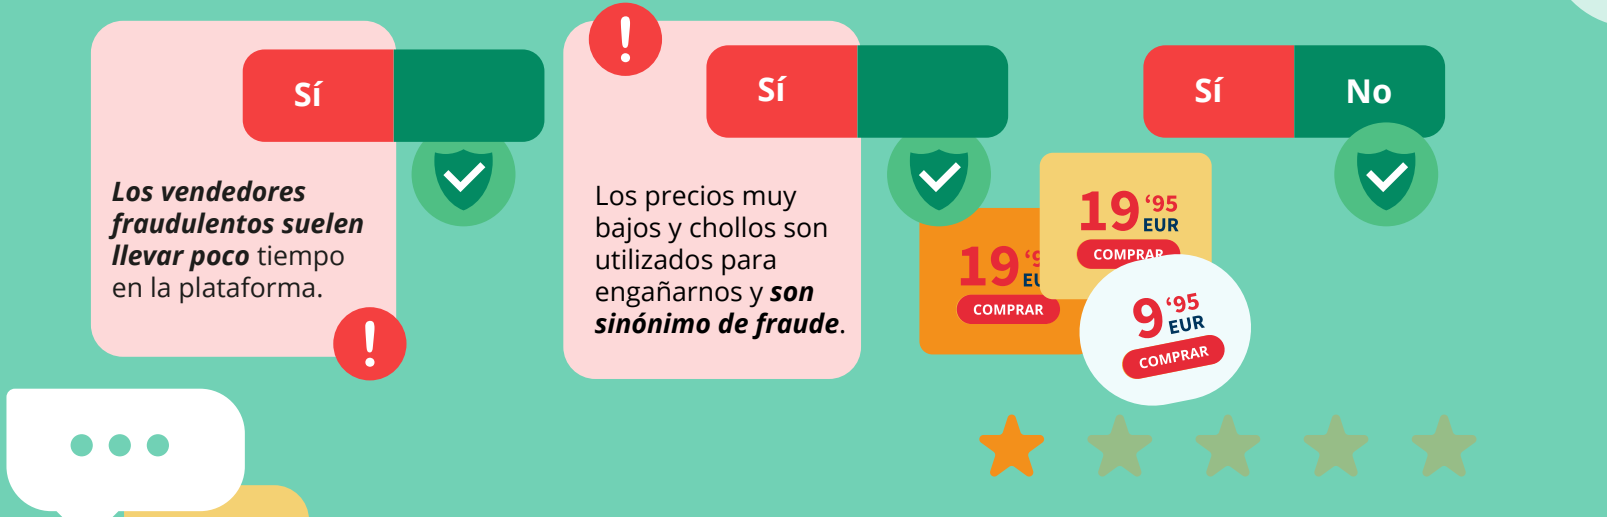 Sí
Los vendedores
fraudulentos suelen
llevar poco tiempo
en la plataforma.
!
!
Sí
Los precios muy
bajos y chollos son
utilizados para
engañarnos y son
sinónimo de fraude.
Sí No
19 ‘95
EUR
COMPRAR
19
COMPRAR
9 ‘95
EUR
COMPRAR